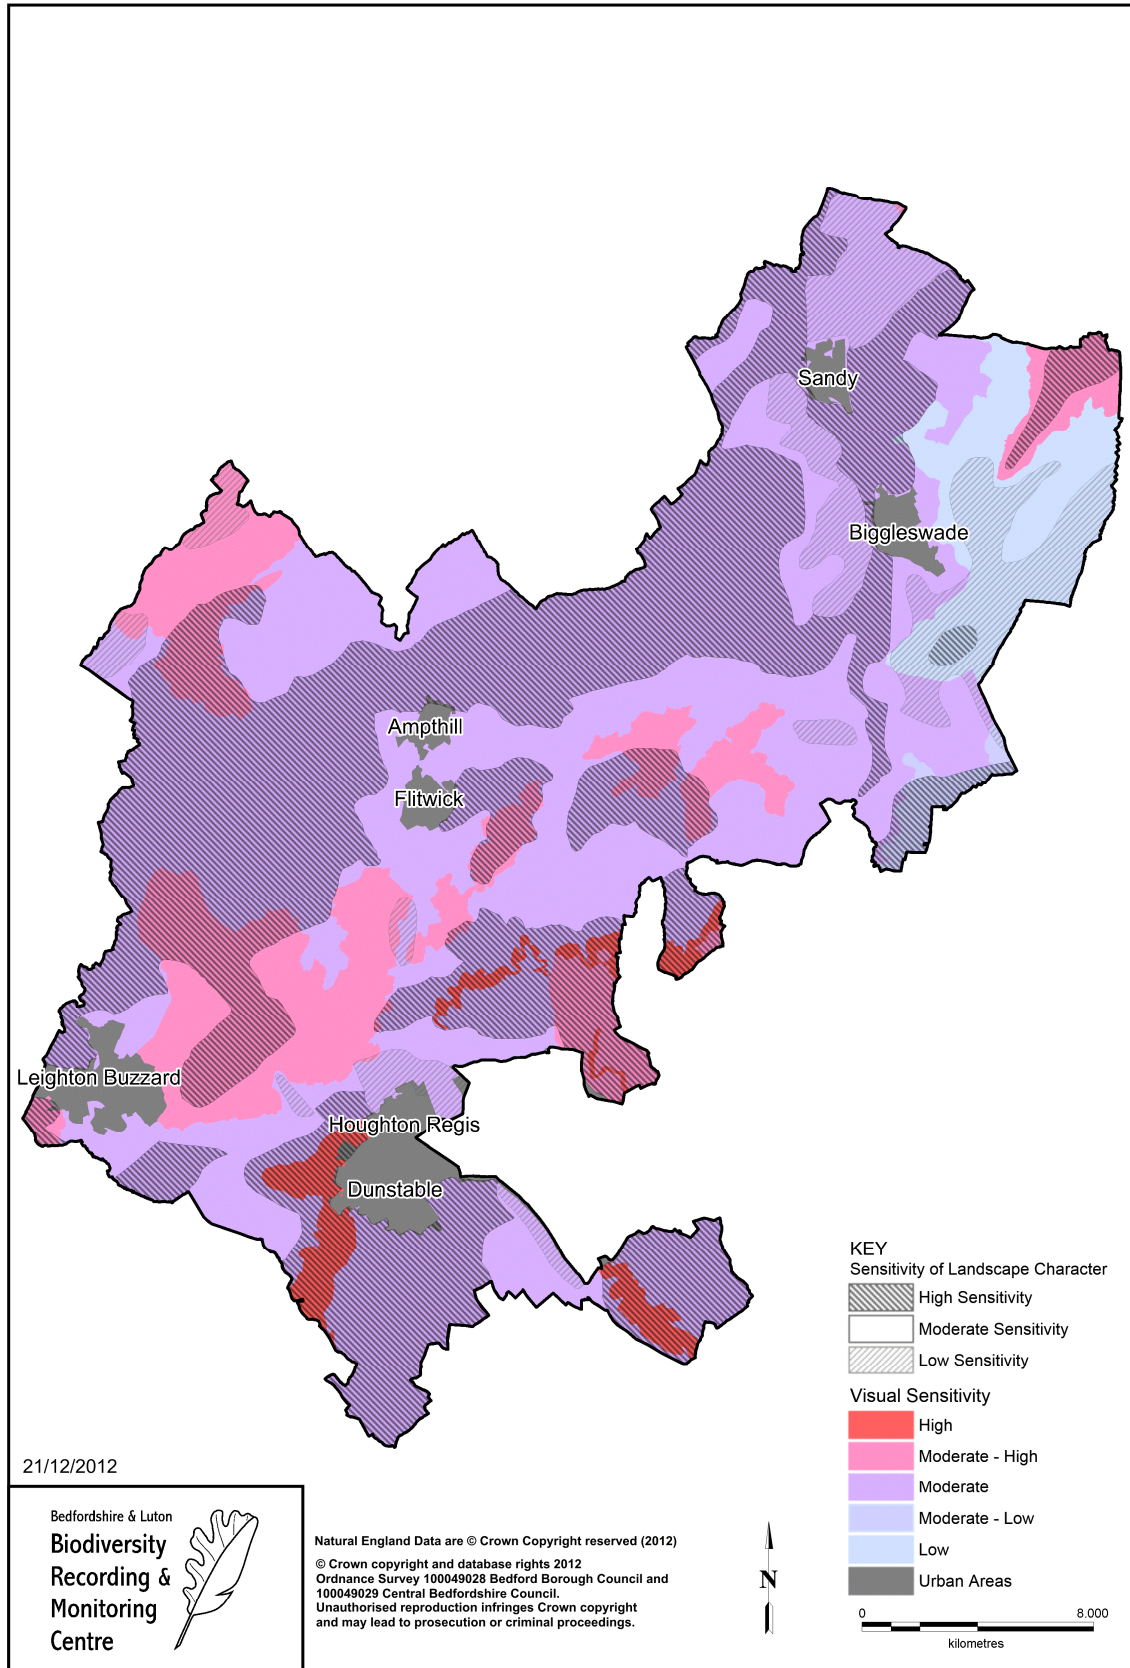 Sandy
Biggleswade
Ampthill
Flitwick
Leighton Buzzard
Houghton Regis
Dunstable
KEY
Sensitivity of Landscape Character
High Sensitivity
Moderate Sensitivity
Low Sensitivity
Visual Sensitivity
High
Moderate - High
Moderate
Moderate - Low
Low
Urban Areas
21/12/2012
Bedfordshire & Luton
Biodiversity
Recording &
Monitoring
Centre
Natural England Data are © Crown Copyright reserved (2012)
© Crown copyright and database rights 2012
Ordnance Survey 100049028 Bedford Borough Council and
100049029 Central Bedfordshire Council.
Unauthorised reproduction infringes Crown copyright
and may lead to prosecution or criminal proceedings.
N
0 8.000
kilometres